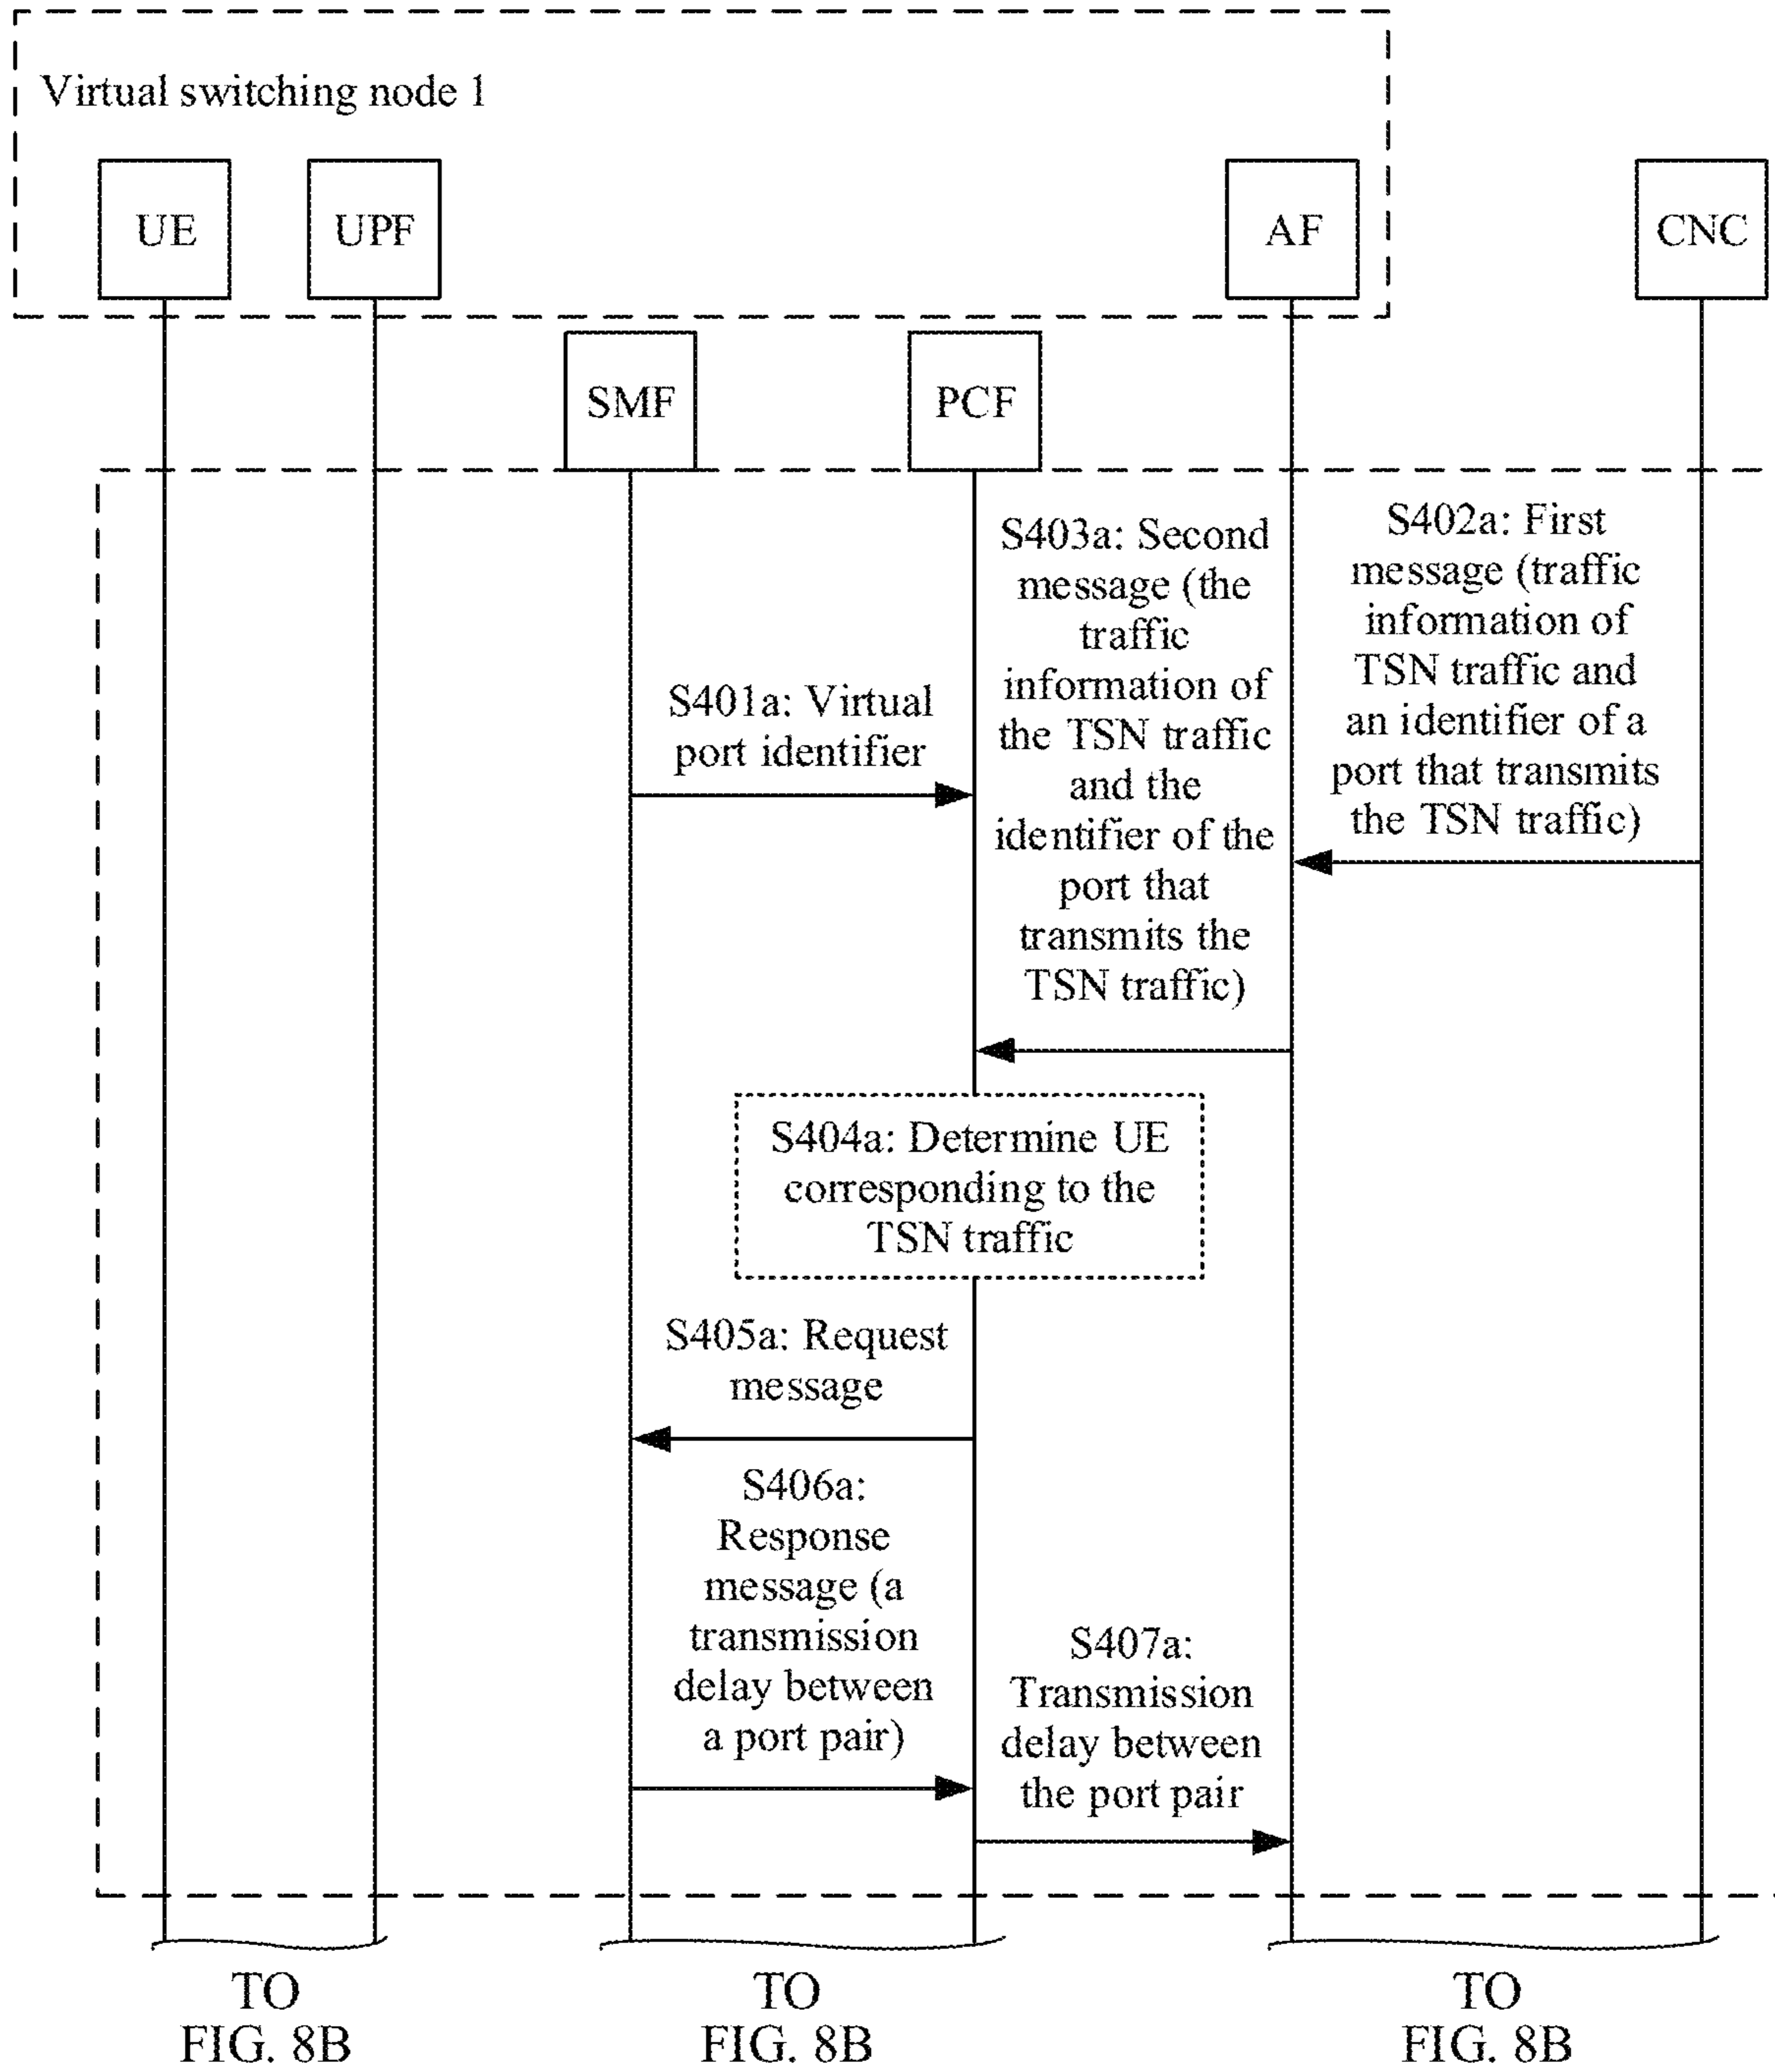 Virtual switching node 1
UE
UPF
AF
CNC
SMF
PCF
S401a: Virtual
port identifier
S403a: Second
message (the
traffic
information of
the TSN traffic
and the
identifier of the
port that
transmits the
TSN traffic)
S402a: First
message (traffic
information of
TSN traffic and
an identifier of a
port that transmits
the TSN traffic)
S404a: Determine UE
corresponding to the
TSN traffic
S405a: Request
message
S406a:
Response
message (a
transmission
delay between
a port pair)
S407a:
Transmission
delay between
the port pair
TO
FIG. 8B
TO
FIG. 8B
TO
FIG. 8B